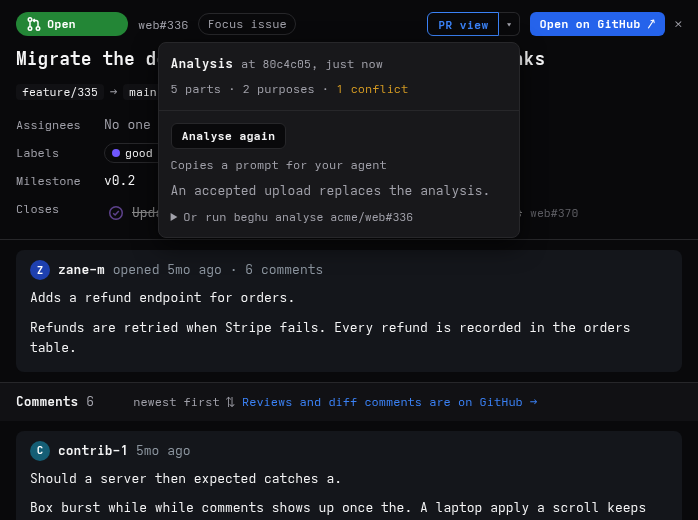 Open web#336 Focus issue PR view Open on GitHub ↗ ×
Migrate the d nks
feature/335 → main
Analysis at 80c4c05, just now
5 parts · 2 purposes · 1 conflict
Analyse again
Copies a prompt for your agent
An accepted upload replaces the analysis.
Or run beghu analyse acme/web#336
Assignees No one
Labels good
Milestone v0.2
Closes Upda web#370
Z zane-m opened 5mo ago · 6 comments
Adds a refund endpoint for orders.
Refunds are retried when Stripe fails. Every refund is recorded in the orders
table.
Comments 6 newest first ⇅ Reviews and diff comments are on GitHub →
C contrib-1 5mo ago
Should a server then expected catches a.
Box burst while while comments shows up once the. A laptop apply a scroll keeps